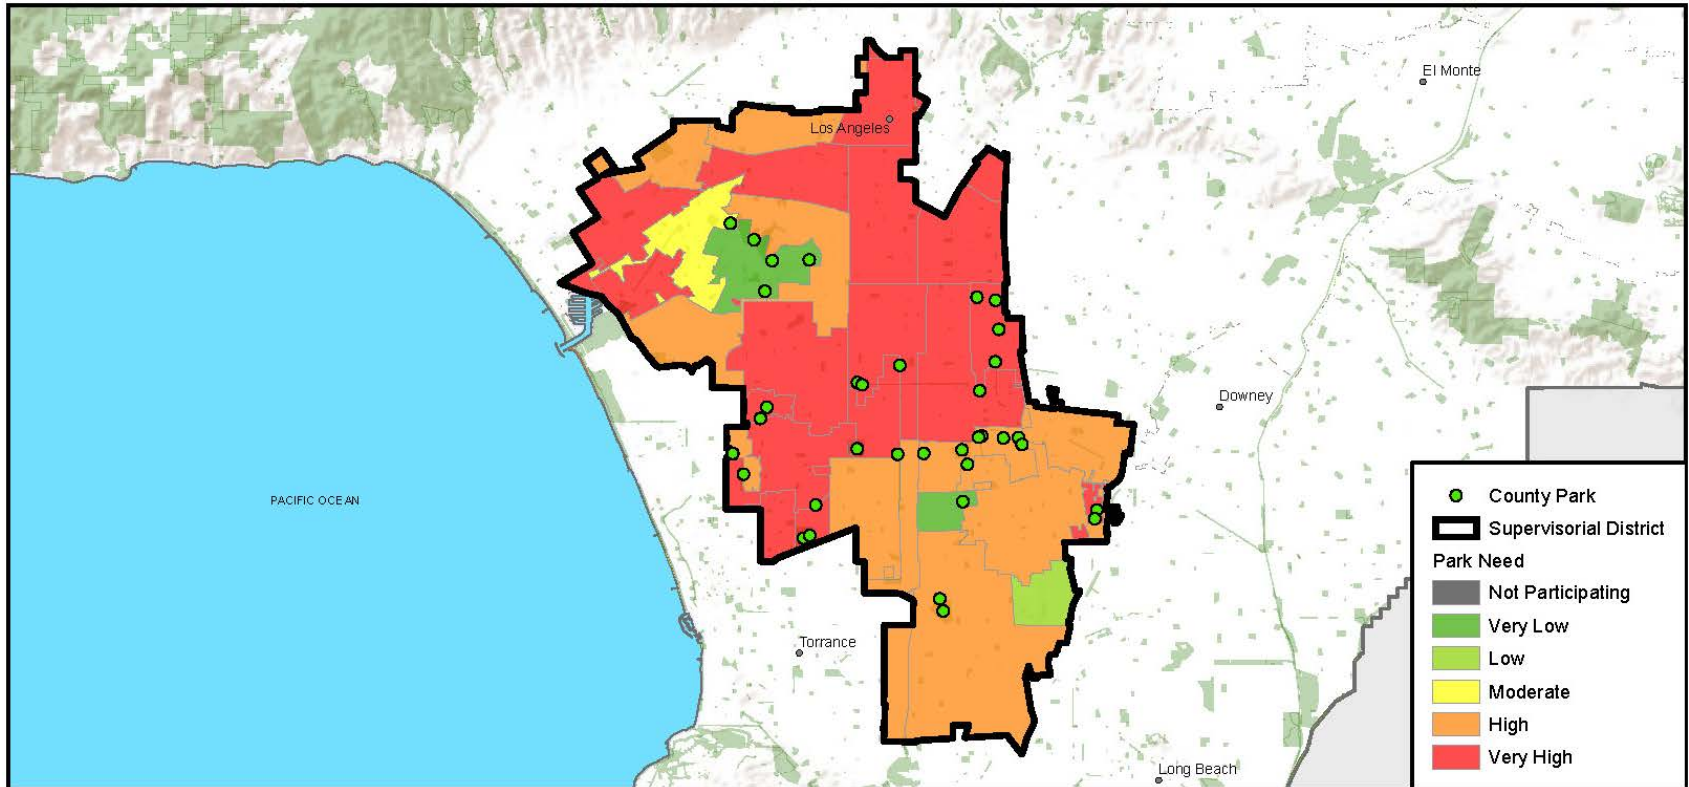 El Monte
Los Angeles
Downey
PACIFIC OCEAN
Torrance
Long Beach
County Park
Supervisorial District
Park Need
Not Participating
Very Low
Low
Moderate
High
Very High